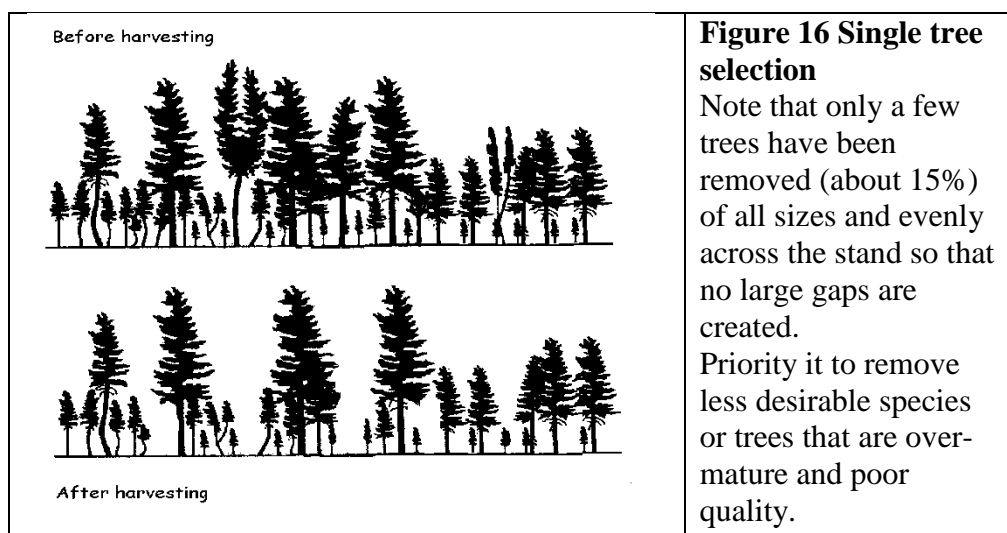 Before harvesting
After harvesting
Figure 16 Single tree
selection
Note that only a few
trees have been
removed (about 15%)
of all sizes and evenly
across the stand so that
no large gaps are
created.
Priority it to remove
less desirable species
or trees that are over-
mature and poor
quality.